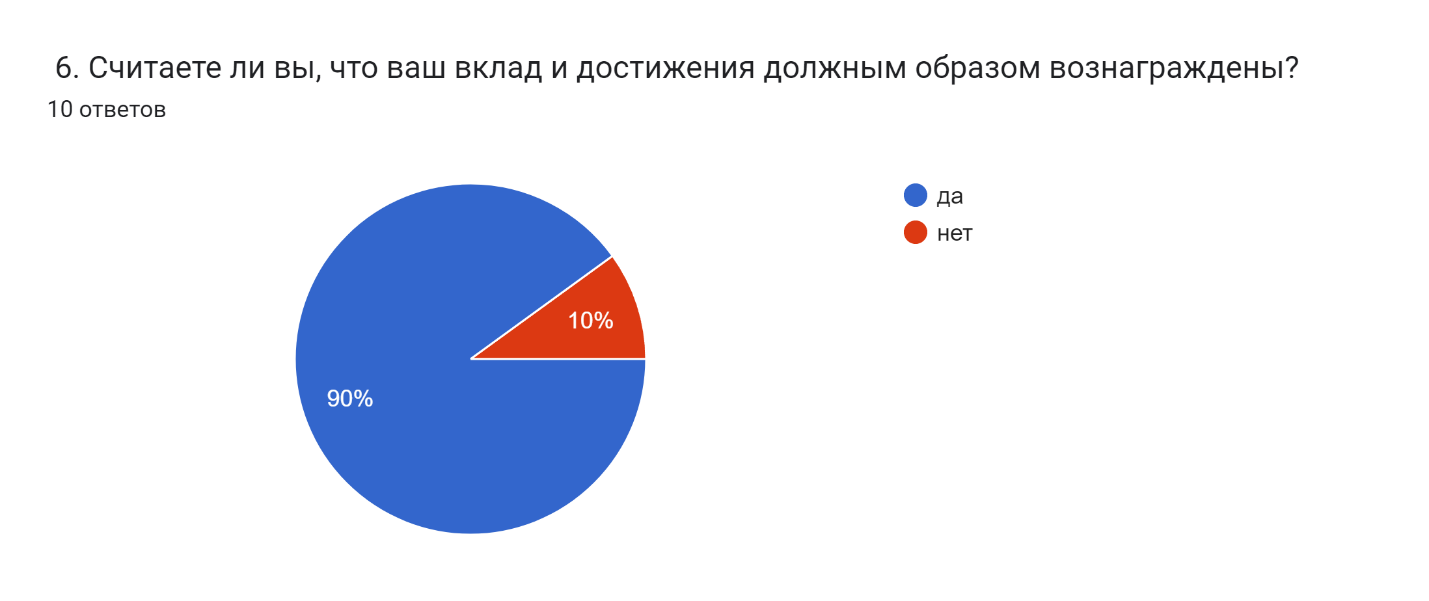 6. Считаете ли вы, что ваш вклад и достижения должным образом вознаграждены?
10 ответов
да
нет
10%
90%